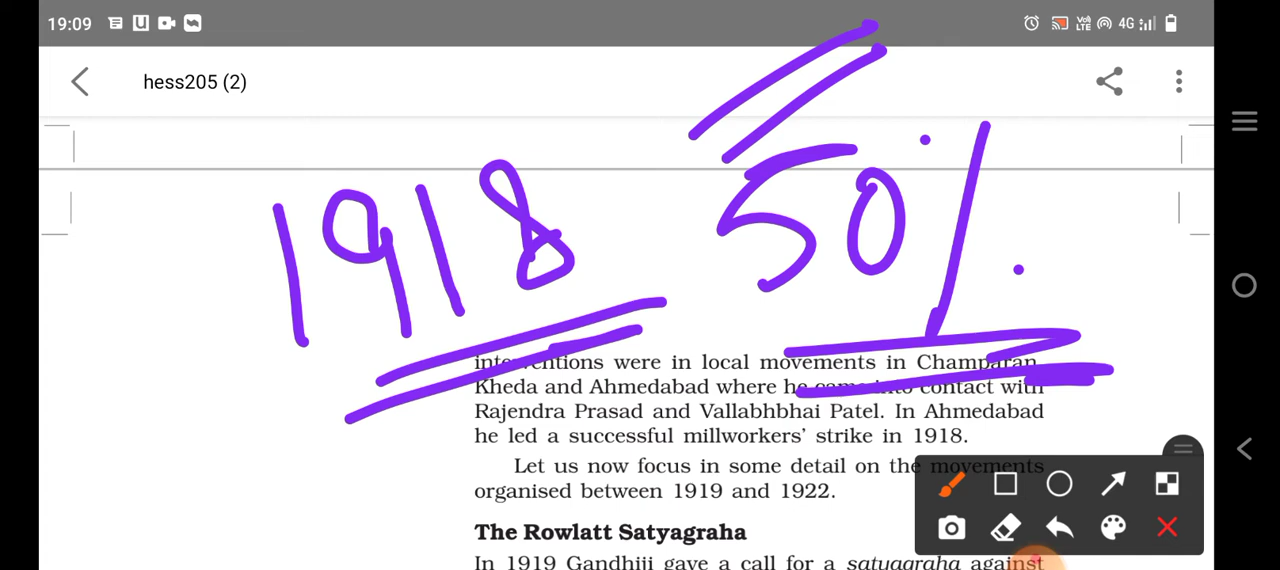 19:09 VoLTE 4G
hess205 (2)
1918 50%
interventions were in local movements in Champaran,
Kheda and Ahmedabad where he came into contact with
Rajendra Prasad and Vallabhbhai Patel. In Ahmedabad
he led a successful millworkers' strike in 1918.
Let us now focus in some detail on the movements
organised between 1919 and 1922.
The Rowlatt Satyagraha
In 1919 Gandhiji gave a call for a satyagraha against